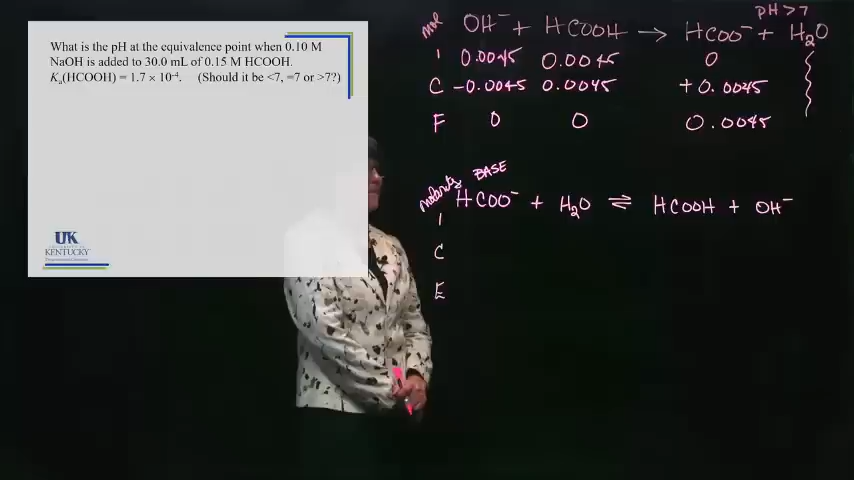 What is the pH at the equivalence point when 0.10 M
NaOH is added to 30.0 mL of 0.15 M HCOOH.
Kₐ(HCOOH) = 1.7 × 10⁻⁴. (Should it be <7, =7 or >7?)
UK
KENTUCKY
pH > 7
mol OH⁻ + HCOOH → HCOO⁻ + H₂O
I 0.0045 0.0045 0
C -0.0045 0.0045 +0.0045
F 0 0 0.0045
BASE
molarity HCOO⁻ + H₂O ⇌ HCOOH + OH⁻
I
C
E